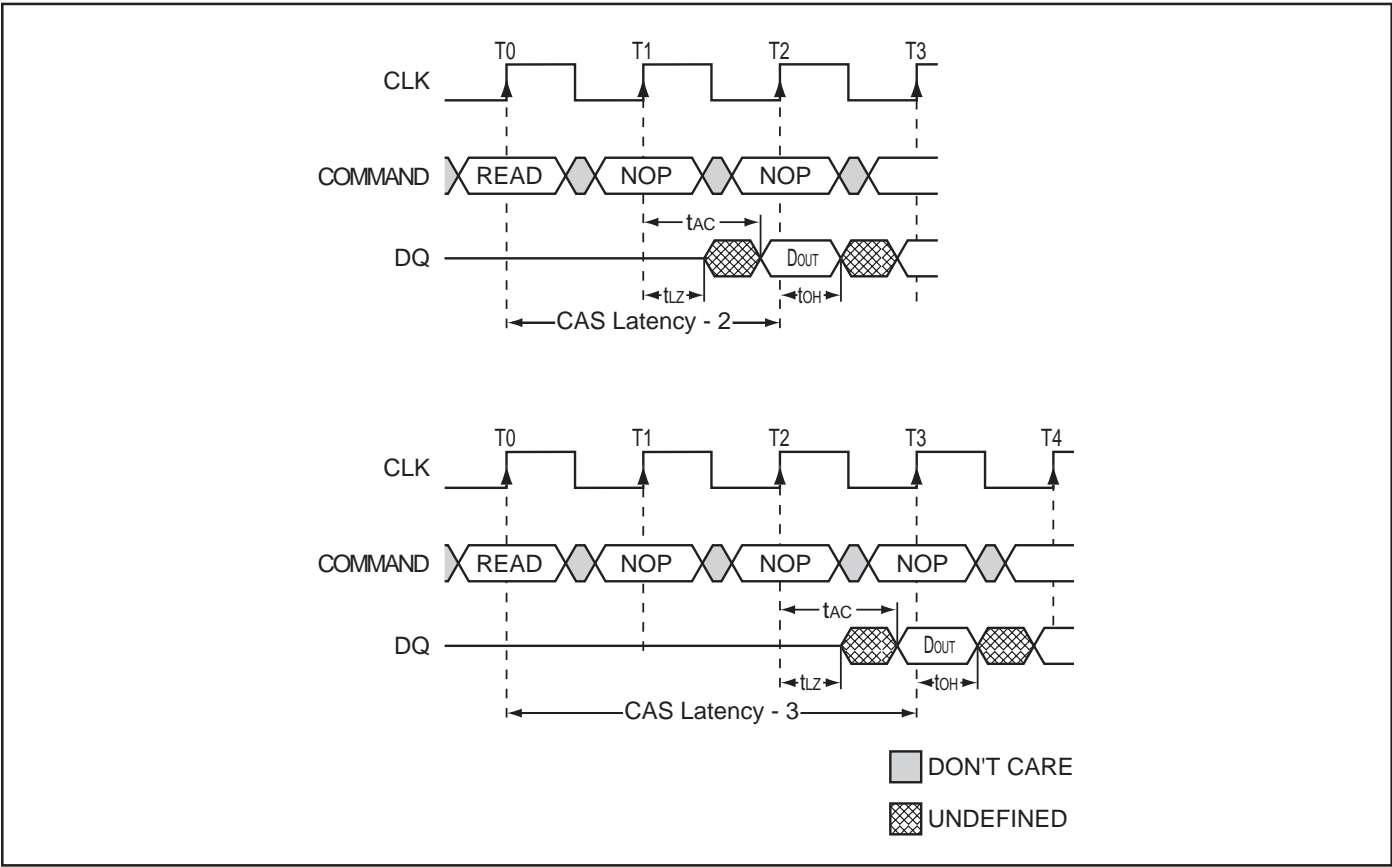 T0 T1 T2 T3
CLK
COMMAND READ NOP NOP
tAC
DQ DOUT
tLZ tOH
CAS Latency - 2
T0 T1 T2 T3 T4
CLK
COMMAND READ NOP NOP NOP
tAC
DQ DOUT
tLZ tOH
CAS Latency - 3
DON'T CARE
UNDEFINED